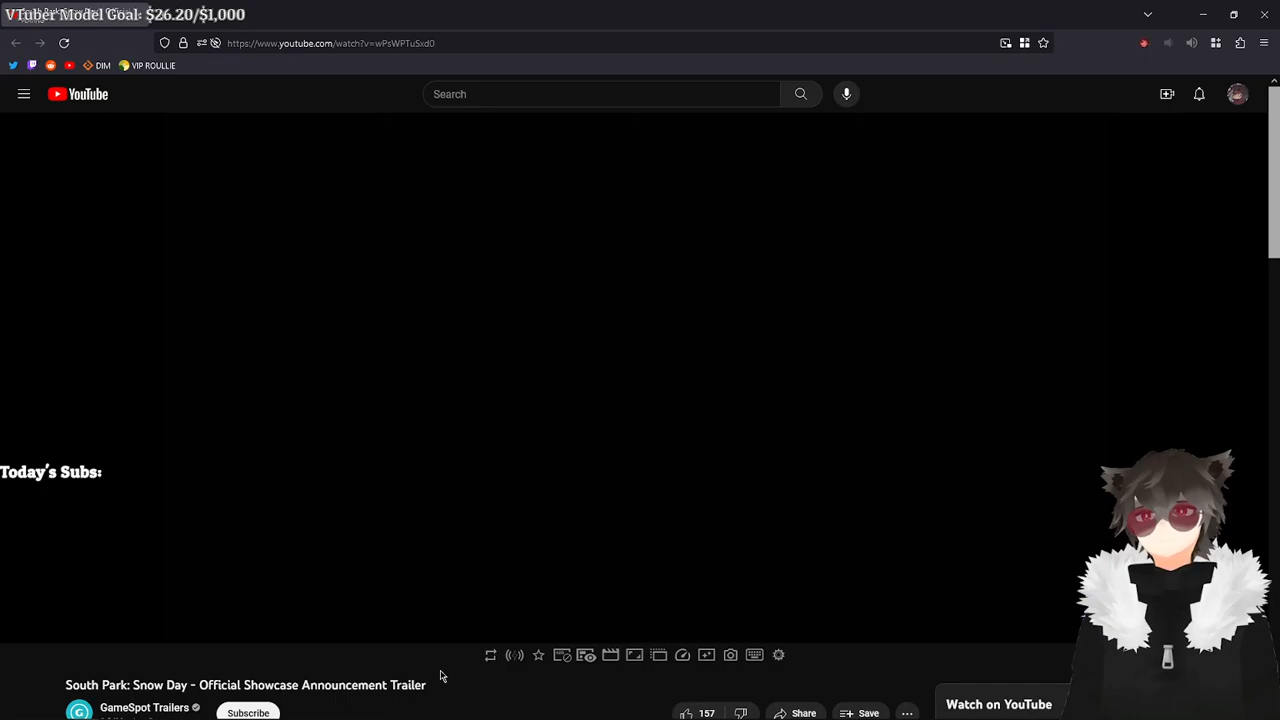 VTuber Model Goal: $26.20/$1,000
https://www.youtube.com/watch?v=wPsWPTuSxd0
DIM
VIP ROULLIE
YouTube
Search
Today's Subs:
South Park: Snow Day - Official Showcase Announcement Trailer
GameSpot Trailers
Subscribe
157
Share
Save
Watch on YouTube